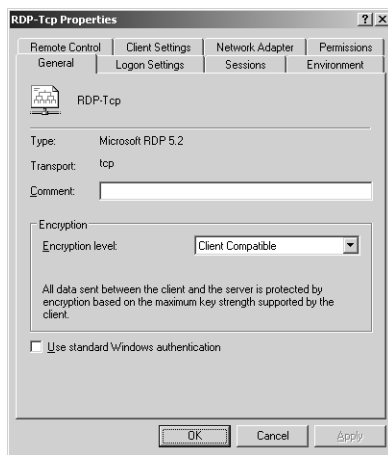 RDP-Tcp Properties
Remote Control Client Settings Network Adapter Permissions
General Logon Settings Sessions Environment
RDP-Tcp
Type: Microsoft RDP 5.2
Transport: tcp
Comment:
Encryption
Encryption level: Client Compatible
All data sent between the client and the server is protected by
encryption based on the maximum key strength supported by the
client.
Use standard Windows authentication
OK Cancel Apply